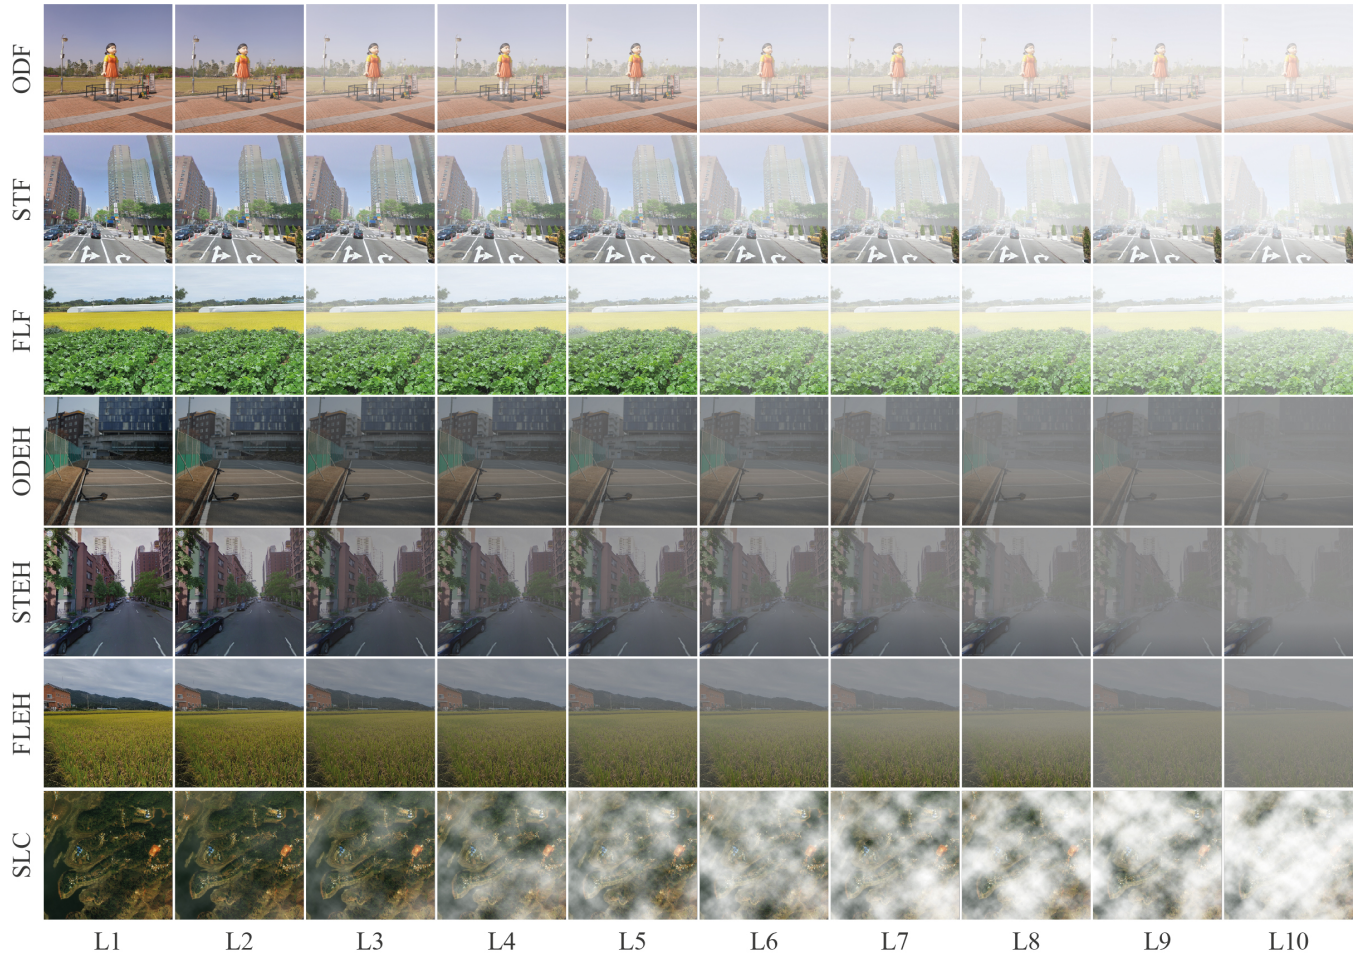 ODF
STF
FLF
ODEH
STEH
FLEH
SLC
L1 L2 L3 L4 L5 L6 L7 L8 L9 L10